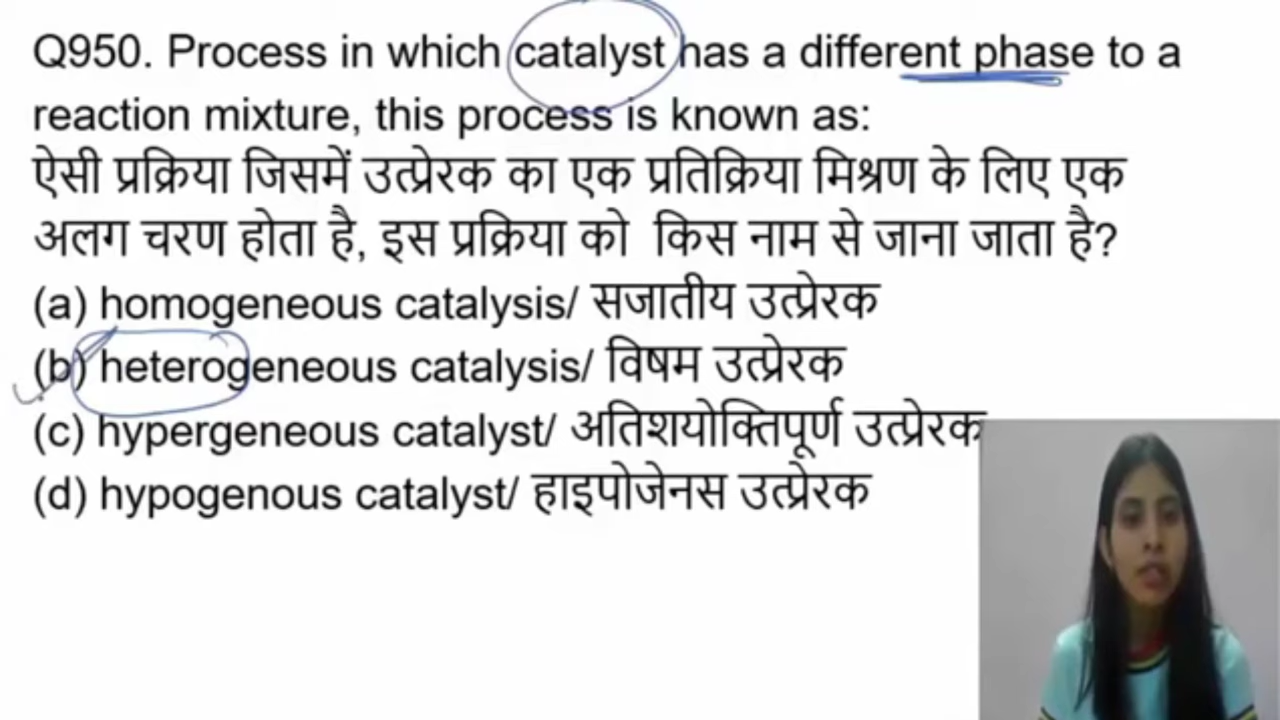 Q950. Process in which catalyst has a different phase to a
reaction mixture, this process is known as:
ऐसी प्रक्रिया जिसमें उत्प्रेरक का एक प्रतिक्रिया मिश्रण के लिए एक
अलग चरण होता है, इस प्रक्रिया को किस नाम से जाना जाता है?
(a) homogeneous catalysis/ सजातीय उत्प्रेरक
(b) heterogeneous catalysis/ विषम उत्प्रेरक
(c) hypergeneous catalyst/ अतिशयोक्तिपूर्ण उत्प्रेरक
(d) hypogenous catalyst/ हाइपोजेनस उत्प्रेरक